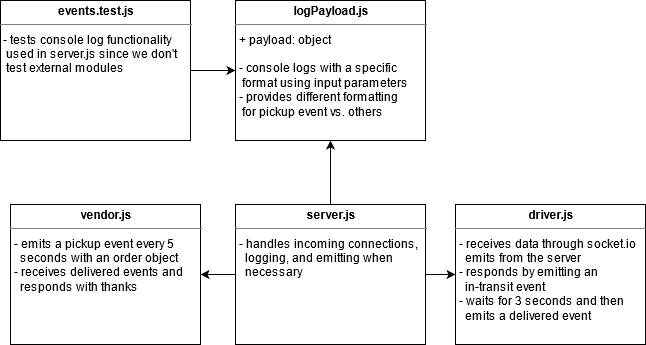 events.test.js
- tests console log functionality
used in server.js since we don't
test external modules
logPayload.js
+ payload: object
- console logs with a specific
format using input parameters
- provides different formatting
for pickup event vs. others
vendor.js
- emits a pickup event every 5
seconds with an order object
- receives delivered events and
responds with thanks
server.js
- handles incoming connections,
logging, and emitting when
necessary
driver.js
- receives data through socket.io
emits from the server
- responds by emitting an
in-transit event
- waits for 3 seconds and then
emits a delivered event